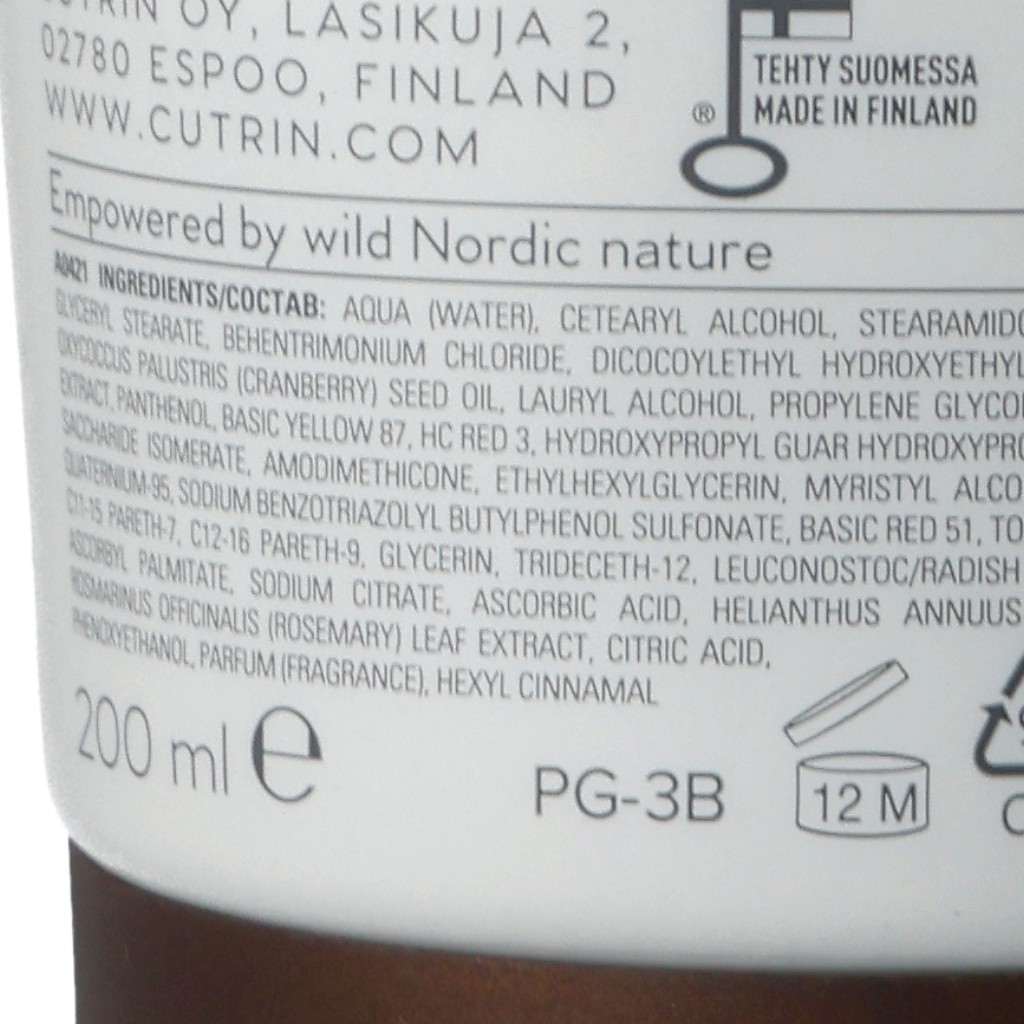 CUTRIN OY, LASIKUJA 2,
02780 ESPOO, FINLAND
WWW.CUTRIN.COM
TEHTY SUOMESSA
® MADE IN FINLAND
Empowered by wild Nordic nature
A0421 INGREDIENTS/COCTAB: AQUA (WATER), CETEARYL ALCOHOL, STEARAMIDO
GLYCERYL STEARATE, BEHENTRIMONIUM CHLORIDE, DICOCOYLETHYL HYDROXYETHYL
OXYCOCCUS PALUSTRIS (CRANBERRY) SEED OIL, LAURYL ALCOHOL, PROPYLENE GLYCOL
EXTRACT, PANTHENOL, BASIC YELLOW 87, HC RED 3, HYDROXYPROPYL GUAR HYDROXYPRO
SACCHARIDE ISOMERATE, AMODIMETHICONE, ETHYLHEXYLGLYCERIN, MYRISTYL ALCO
QUATERNIUM-95, SODIUM BENZOTRIAZOLYL BUTYLPHENOL SULFONATE, BASIC RED 51, TO
C11-15 PARETH-7, C12-16 PARETH-9, GLYCERIN, TRIDECETH-12, LEUCONOSTOC/RADISH
ASCORBYL PALMITATE, SODIUM CITRATE, ASCORBIC ACID, HELIANTHUS ANNUUS
ROSMARINUS OFFICINALIS (ROSEMARY) LEAF EXTRACT, CITRIC ACID,
PHENOXYETHANOL, PARFUM (FRAGRANCE), HEXYL CINNAMAL
200 ml e
PG-3B
12 M